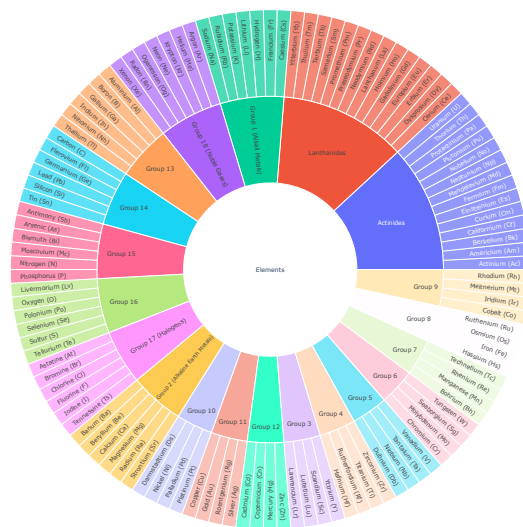 Elements
Lanthanides
Cerium (Ce)
Dysprosium (Dy)
Erbium (Er)
Europium (Eu)
Gadolinium (Gd)
Holmium (Ho)
Lanthanum (La)
Neodymium (Nd)
Praseodymium (Pr)
Promethium (Pm)
Samarium (Sm)
Terbium (Tb)
Thulium (Tm)
Ytterbium (Yb)
Actinides
Actinium (Ac)
Americium (Am)
Berkelium (Bk)
Californium (Cf)
Curium (Cm)
Einsteinium (Es)
Fermium (Fm)
Mendelevium (Md)
Neptunium (Np)
Nobelium (No)
Plutonium (Pu)
Protactinium (Pa)
Thorium (Th)
Uranium (U)
Group 9
Rhodium (Rh)
Meitnerium (Mt)
Iridium (Ir)
Cobalt (Co)
Group 8
Ruthenium (Ru)
Osmium (Os)
Iron (Fe)
Hassium (Hs)
Group 7
Technetium (Tc)
Rhenium (Re)
Manganese (Mn)
Bohrium (Bh)
Group 6
Tungsten (W)
Seaborgium (Sg)
Molybdenum (Mo)
Chromium (Cr)
Group 5
Vanadium (V)
Tantalum (Ta)
Niobium (Nb)
Dubnium (Db)
Group 4
Zirconium (Zr)
Titanium (Ti)
Rutherfordium (Rf)
Hafnium (Hf)
Group 3
Yttrium (Y)
Scandium (Sc)
Lutetium (Lu)
Lawrencium (Lr)
Group 12
Zinc (Zn)
Mercury (Hg)
Copernicium (Cn)
Cadmium (Cd)
Group 11
Silver (Ag)
Roentgenium (Rg)
Gold (Au)
Copper (Cu)
Group 10
Platinum (Pt)
Palladium (Pd)
Nickel (Ni)
Darmstadtium (Ds)
Group 2 (Alkaline Earth Metals)
Strontium (Sr)
Radium (Ra)
Magnesium (Mg)
Calcium (Ca)
Beryllium (Be)
Barium (Ba)
Group 17 (Halogens)
Tennessine (Ts)
Iodine (I)
Fluorine (F)
Chlorine (Cl)
Bromine (Br)
Astatine (At)
Group 16
Tellurium (Te)
Sulfur (S)
Selenium (Se)
Polonium (Po)
Oxygen (O)
Livermorium (Lv)
Group 15
Phosphorus (P)
Nitrogen (N)
Moscovium (Mc)
Bismuth (Bi)
Arsenic (As)
Antimony (Sb)
Group 14
Tin (Sn)
Silicon (Si)
Lead (Pb)
Germanium (Ge)
Flerovium (Fl)
Carbon (C)
Group 13
Thallium (Tl)
Nihonium (Nh)
Indium (In)
Gallium (Ga)
Boron (B)
Aluminium (Al)
Group 18 (Noble Gases)
Xenon (Xe)
Radon (Rn)
Oganesson (Og)
Neon (Ne)
Krypton (Kr)
Helium (He)
Argon (Ar)
Group 1 (Alkali Metals)
Sodium (Na)
Rubidium (Rb)
Potassium (K)
Lithium (Li)
Hydrogen (H)
Francium (Fr)
Caesium (Cs)